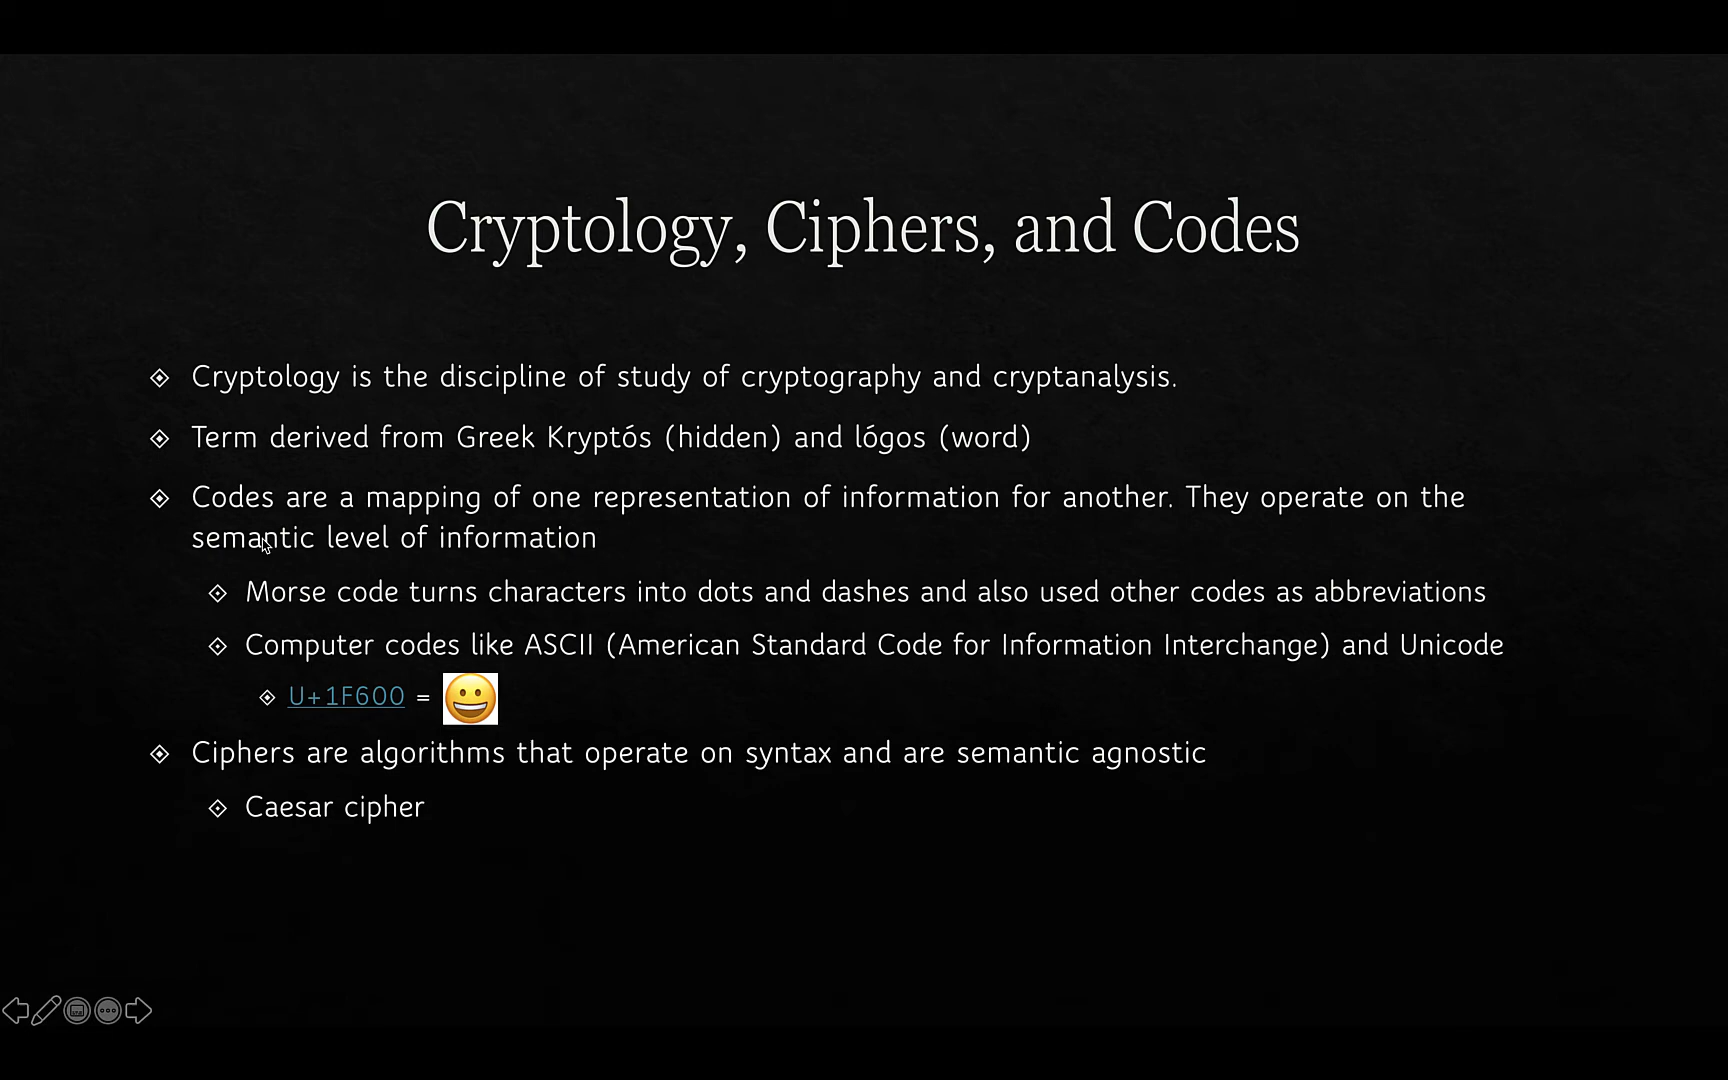 Cryptology, Ciphers, and Codes
Cryptology is the discipline of study of cryptography and cryptanalysis.
Term derived from Greek Kryptós (hidden) and lógos (word)
Codes are a mapping of one representation of information for another. They operate on the
semantic level of information
Morse code turns characters into dots and dashes and also used other codes as abbreviations
Computer codes like ASCII (American Standard Code for Information Interchange) and Unicode
U+1F600 = 😀
Ciphers are algorithms that operate on syntax and are semantic agnostic
Caesar cipher